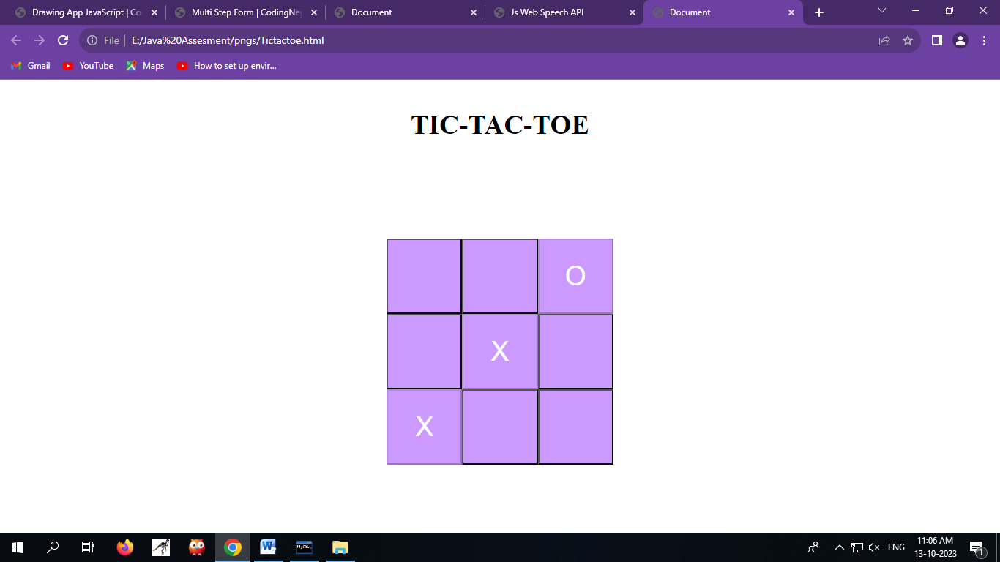 Drawing App JavaScript | Co
Multi Step Form | CodingNe
Document
Js Web Speech API
Document
File
E:/Java%20Assesment/pngs/Tictactoe.html
Gmail
YouTube
Maps
How to set up envir...
TIC-TAC-TOE
O
X
X
W
MySQL
ENG
11:06 AM
13-10-2023
1